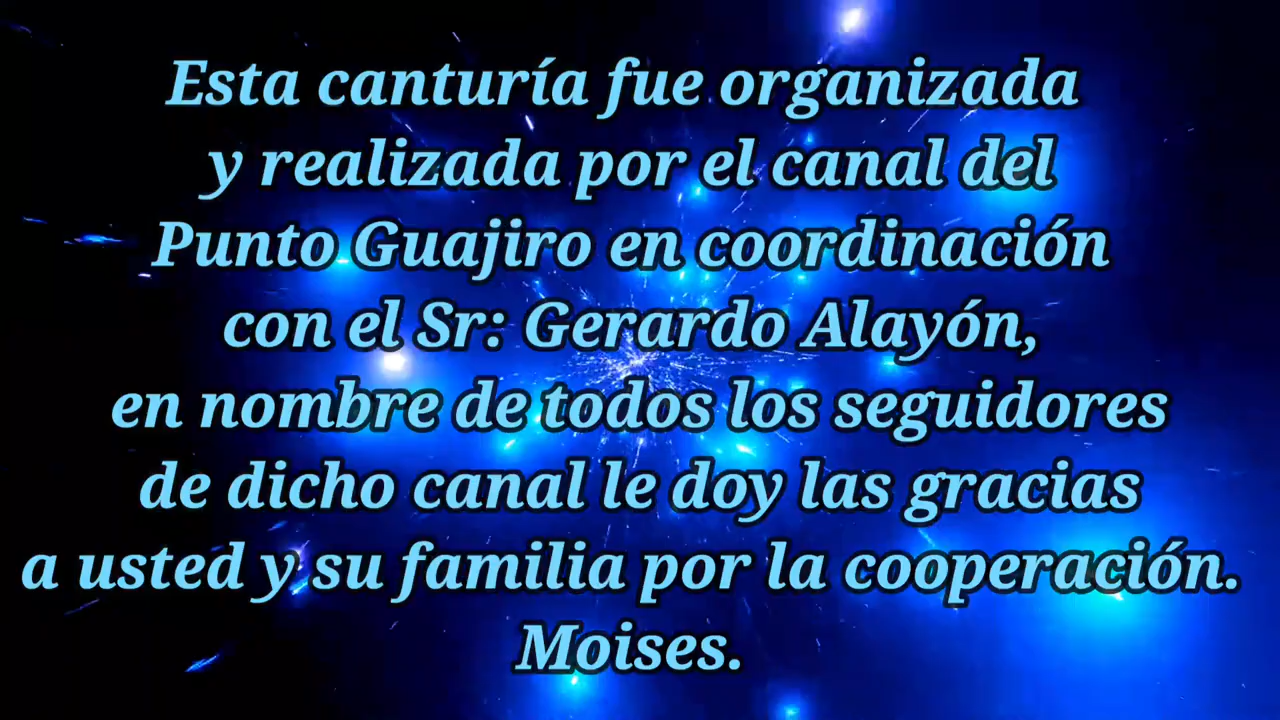 Esta canturía fue organizada
y realizada por el canal del
Punto Guajiro en coordinación
con el Sr: Gerardo Alayón,
en nombre de todos los seguidores
de dicho canal le doy las gracias
a usted y su familia por la cooperación.
Moises.